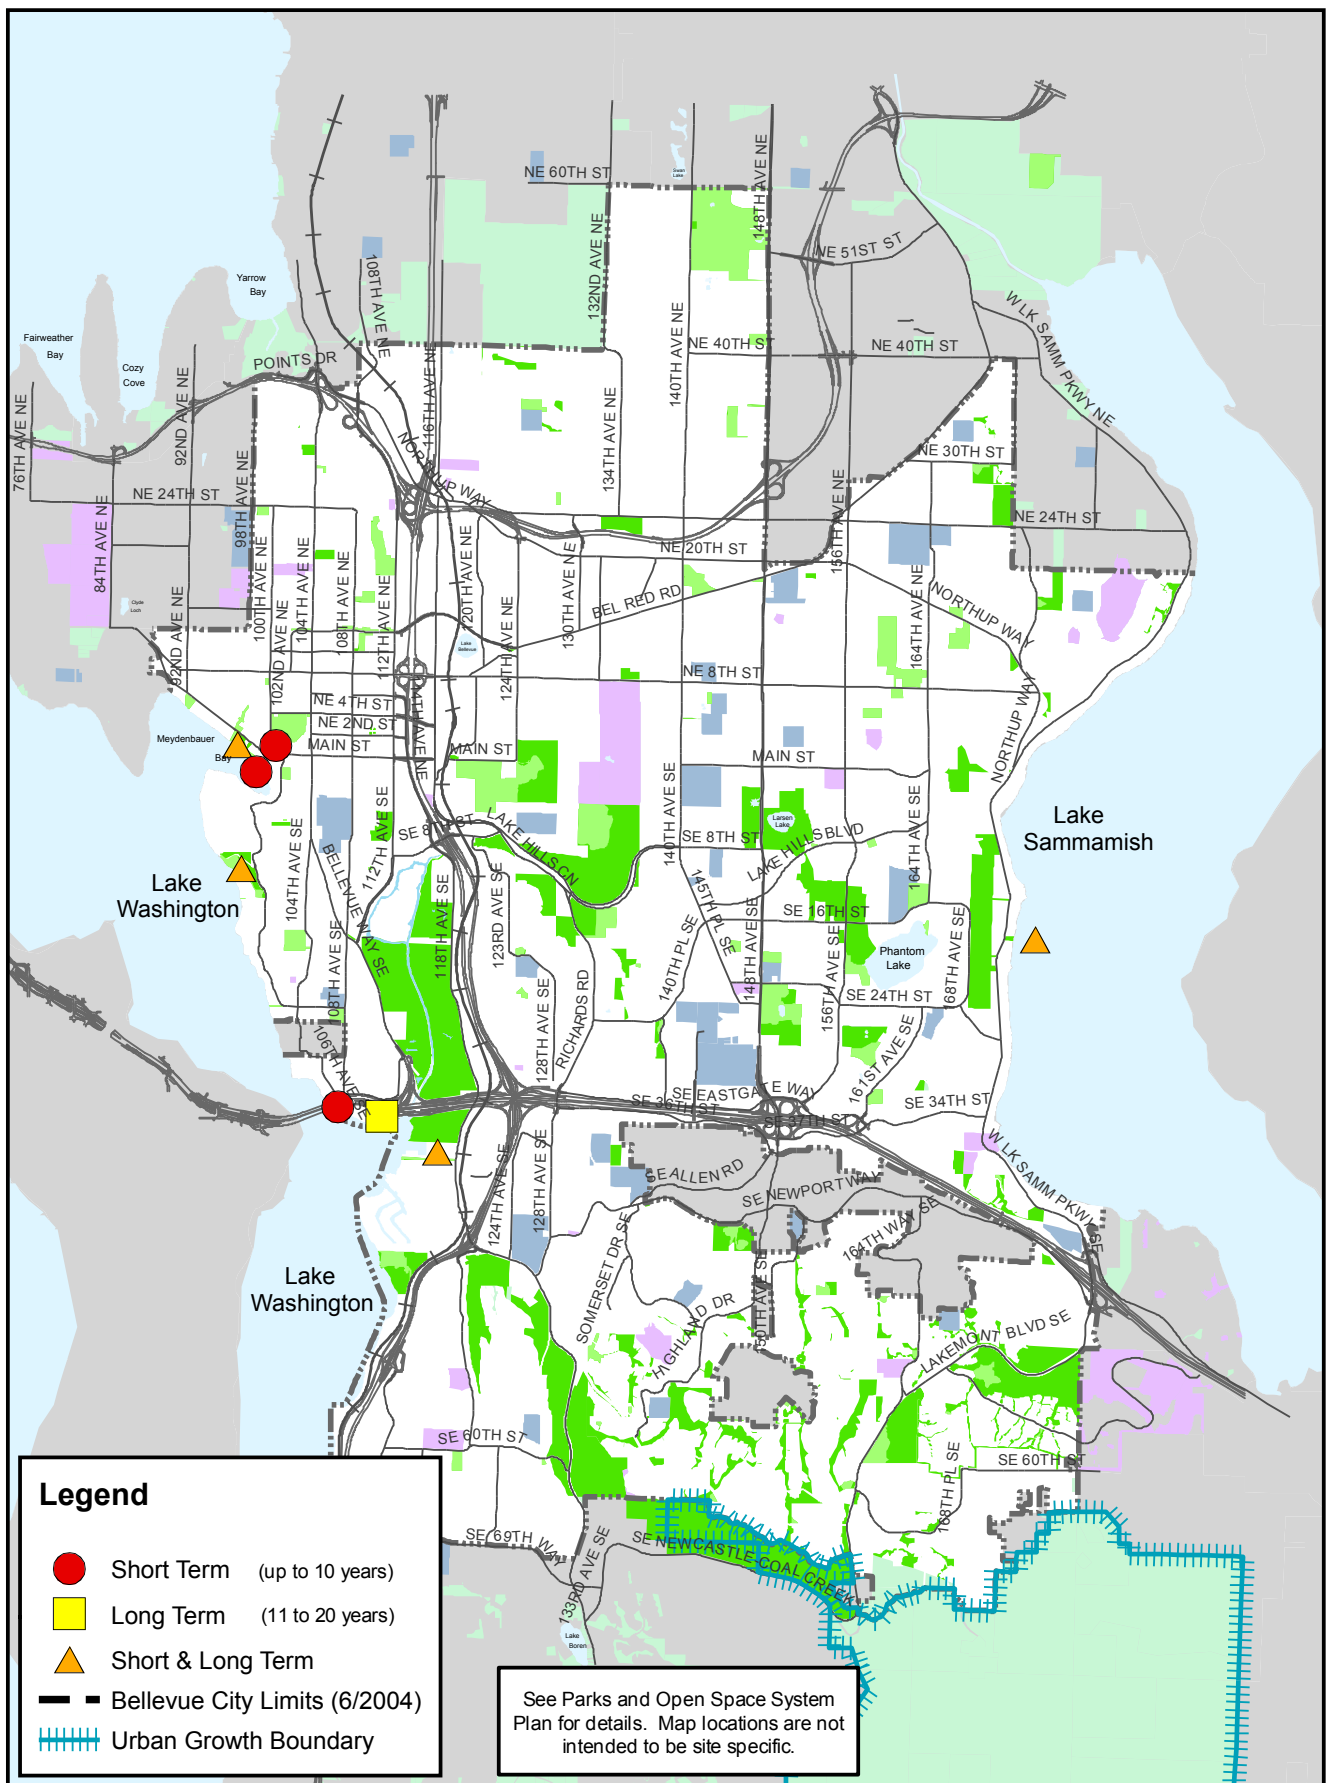 NE 60TH ST
Swan
Lake
148TH AVE NE
132ND AVE NE
NE 51ST ST
108TH AVE NE
Yarrow
Bay
W LK SAMM PKWY NE
140TH AVE NE
Fairweather
Bay
NE 40TH ST
NE 40TH ST
POINTS DR
Cozy
Cove
116TH AVE NE
92ND AVE NE
76TH AVE NE
134TH AVE NE
NORTHUP WAY
NE 30TH ST
98TH AVE NE
NE 24TH ST
156TH AVE NE
NE 24TH ST
84TH AVE NE
NE 20TH ST
100TH AVE NE
104TH AVE NE
108TH AVE NE
112TH AVE NE
120TH AVE NE
130TH AVE NE
124TH AVE NE
BEL RED RD
164TH AVE NE
NORTHUP WAY
Clyde
Loch
92ND AVE NE
102ND AVE NE
Lake
Bellevue
NE 8TH ST
NE 4TH ST
114TH AVE NE
NE 2ND ST
NORTHUP WAY
Meydenbauer
Bay
MAIN ST
MAIN ST
MAIN ST
140TH AVE SE
112TH AVE SE
SE 8TH ST
LAKE HILLS CN
Larsen
Lake
SE 8TH ST
LAKE HILLS BLVD
164TH AVE SE
Lake
Sammamish
104TH AVE SE
BELLEVUE WAY SE
Lake
Washington
118TH AVE SE
123RD AVE SE
145TH PL SE
SE 16TH ST
148TH AVE SE
140TH PL SE
156TH AVE SE
Phantom
Lake
168TH AVE SE
108TH AVE SE
SE 24TH ST
128TH AVE SE
RICHARDS RD
161ST AVE SE
106TH AVE SE
SE EASTGATE WAY
SE 36TH ST
SE 37TH ST
SE 34TH ST
124TH AVE SE
128TH AVE SE
SE ALLEN RD
SE NEWPORT WAY
W LK SAMM PKWY SE
164TH WAY SE
SOMERSET DR SE
150TH AVE SE
HIGHLAND DR
LAKEMONT BLVD SE
Lake
Washington
SE 60TH ST
168TH PL SE
SE 60TH ST
SE 69TH WAY
133RD AVE SE
SE NEWCASTLE-COAL CREEK
Lake
Boren
Legend
Short Term (up to 10 years)
Long Term (11 to 20 years)
Short & Long Term
Bellevue City Limits (6/2004)
Urban Growth Boundary
See Parks and Open Space System
Plan for details. Map locations are not
intended to be site specific.